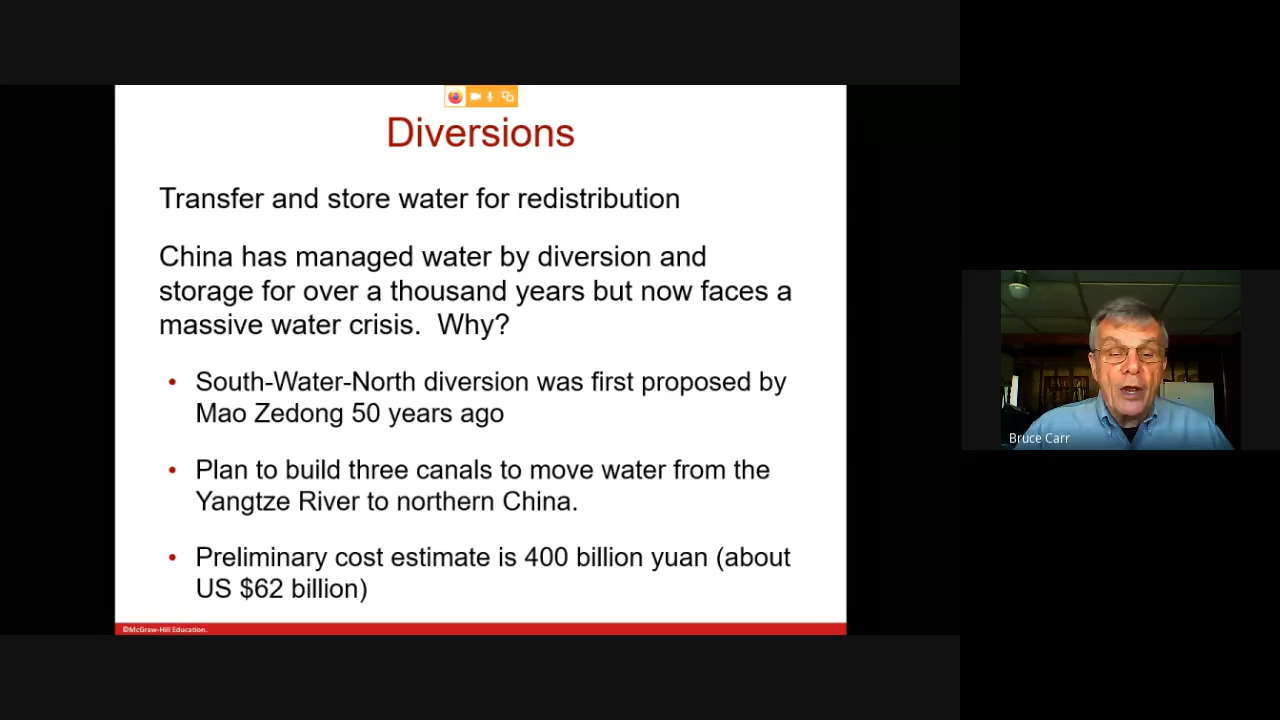 Diversions
Transfer and store water for redistribution
China has managed water by diversion and
storage for over a thousand years but now faces a
massive water crisis.  Why?
• South-Water-North diversion was first proposed by
Mao Zedong 50 years ago
• Plan to build three canals to move water from the
Yangtze River to northern China.
• Preliminary cost estimate is 400 billion yuan (about
US $62 billion)
©McGraw-Hill Education.
Bruce Carr